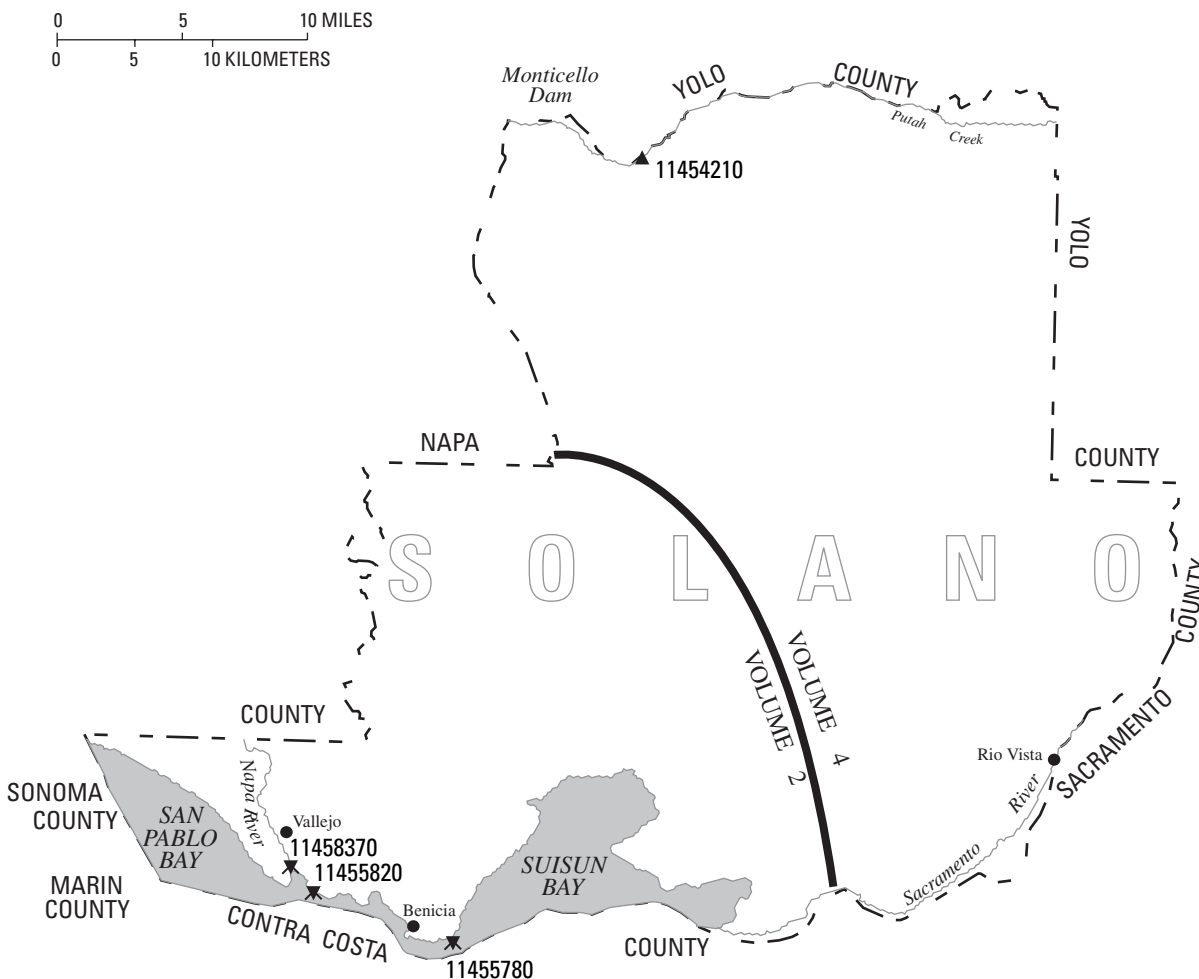 0 5 10 MILES
0 5 10 KILOMETERS
Monticello
Dam
YOLO
COUNTY
Putah
Creek
11454210
YOLO
NAPA
COUNTY
SOLANO
COUNTY
VOLUME 4
VOLUME 2
COUNTY
SACRAMENTO
Rio Vista
River
Sacramento
SONOMA
COUNTY
SAN
PABLO
BAY
Napa River
Vallejo
11458370
11455820
SUISUN
BAY
MARIN
COUNTY
Benicia
CONTRA COSTA
COUNTY
11455780